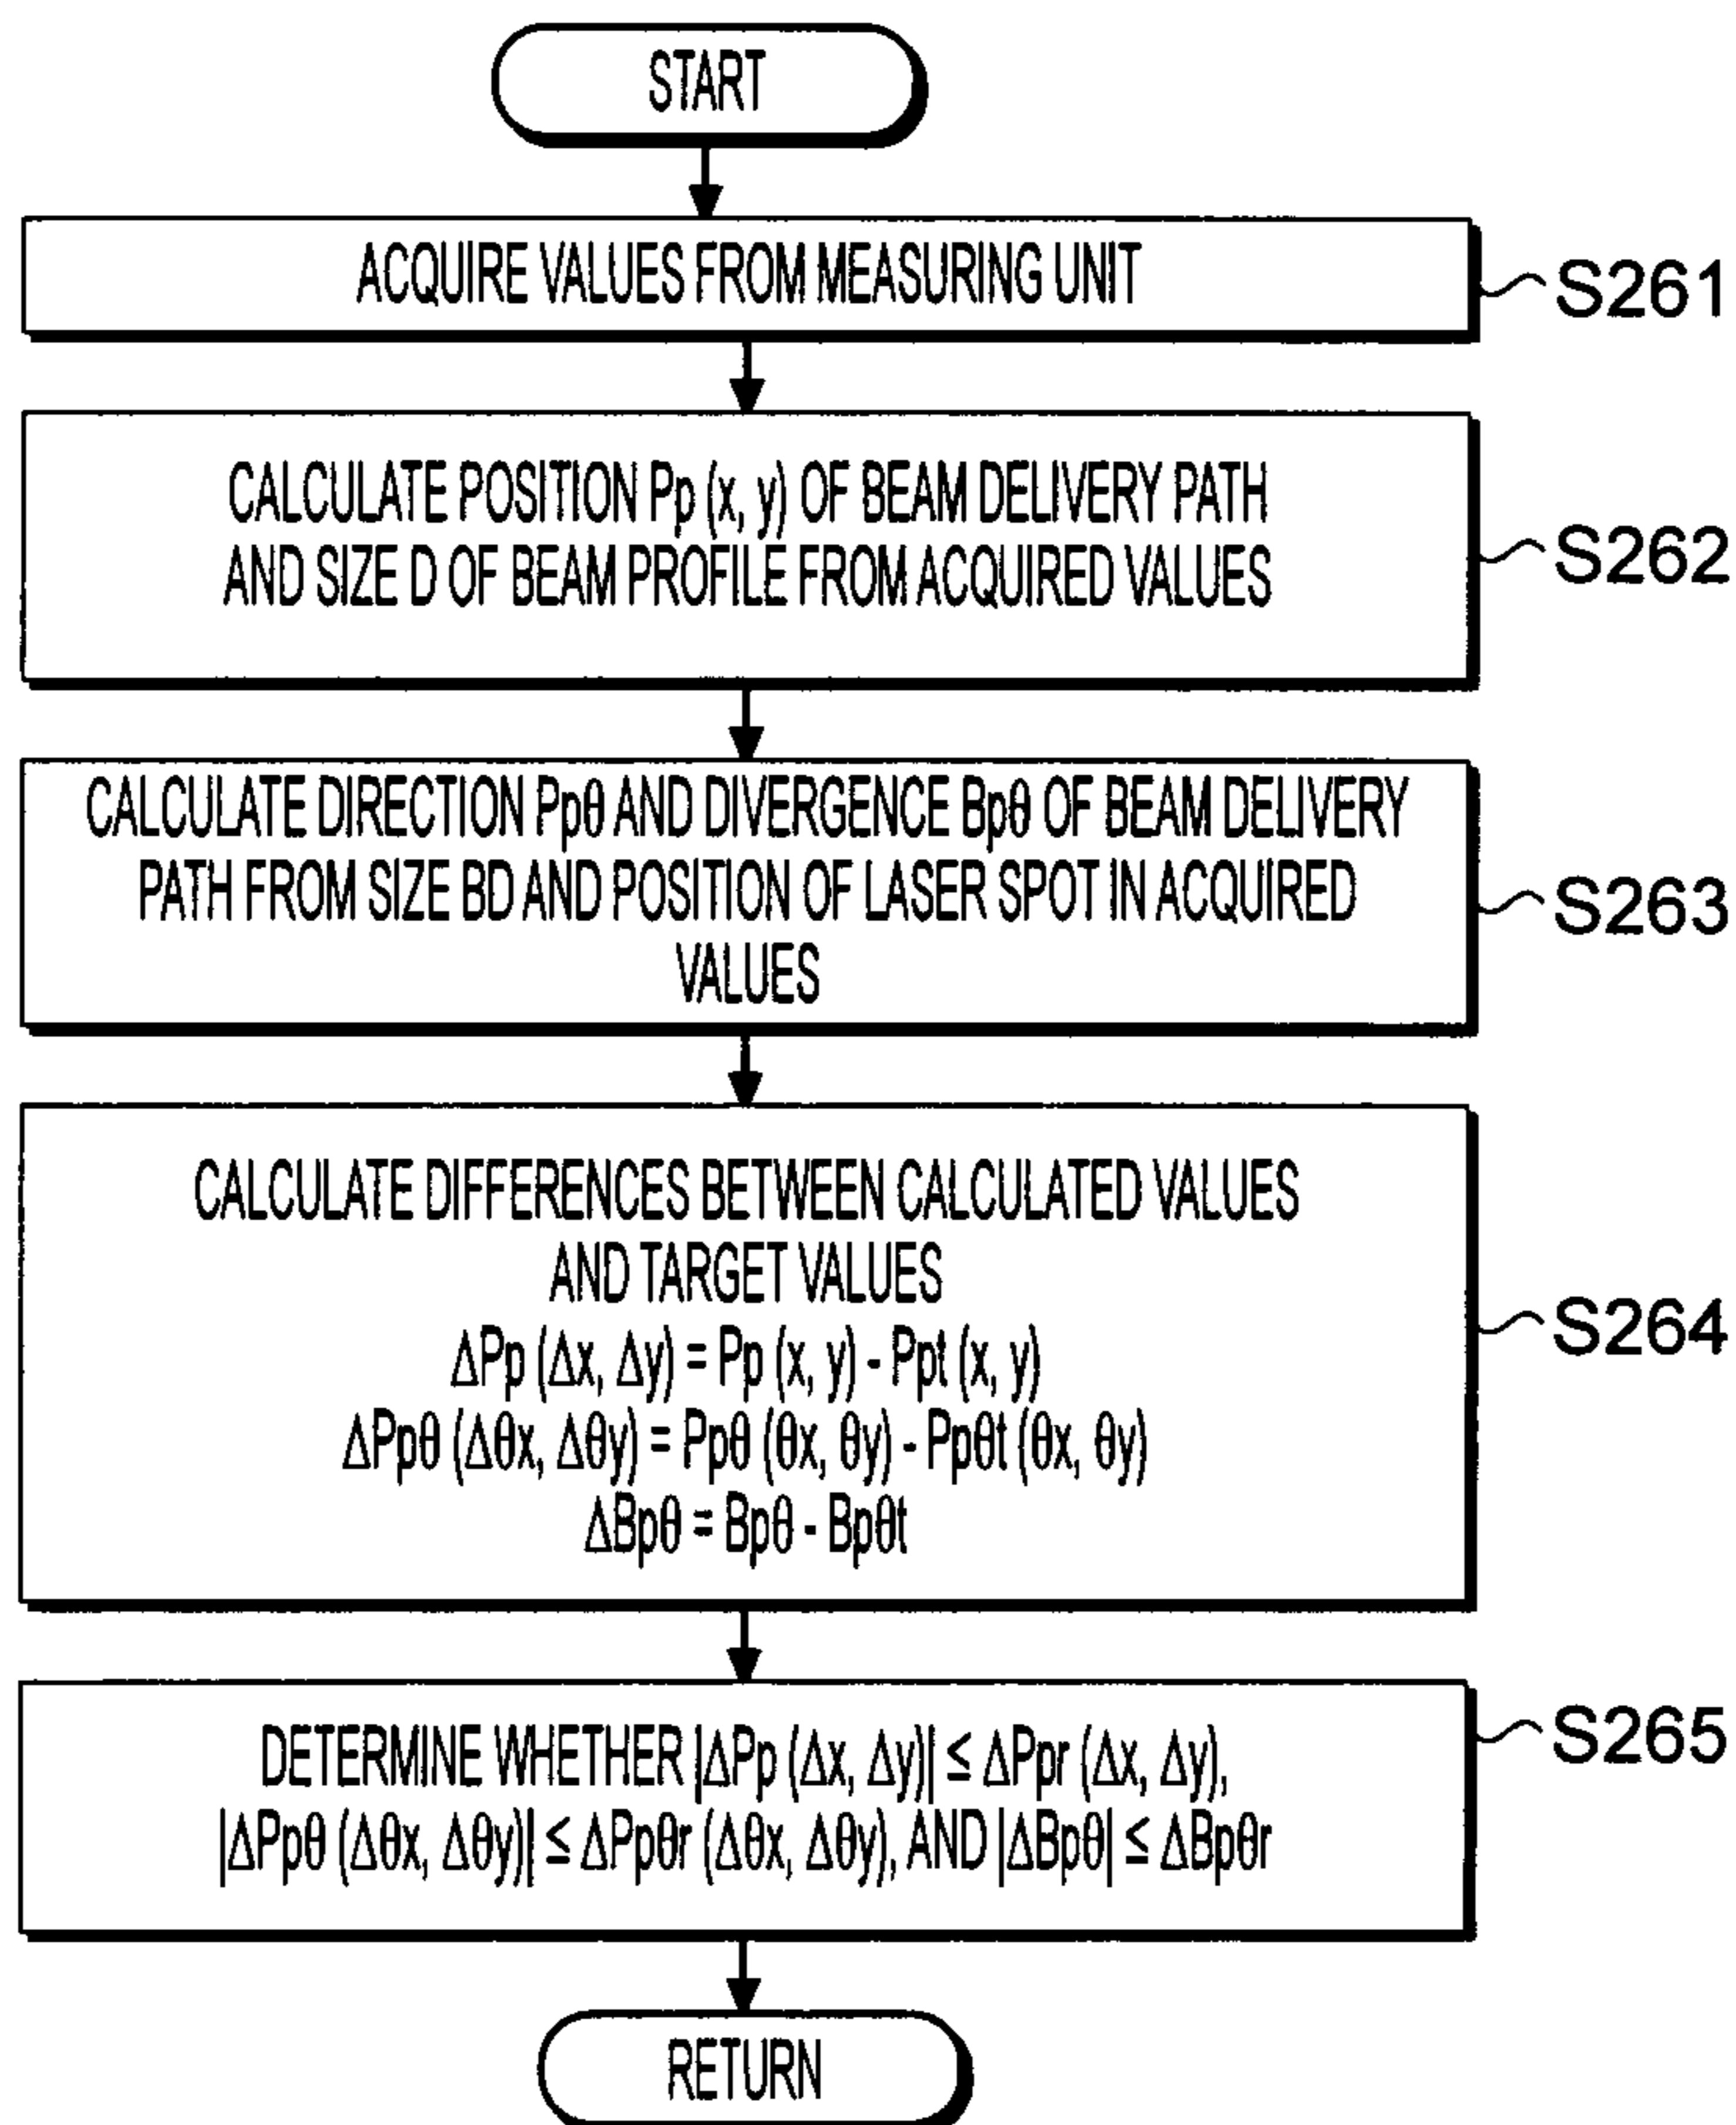 START
ACQUIRE VALUES FROM MEASURING UNIT
S261
CALCULATE POSITION Pp (x, y) OF BEAM DELIVERY PATH
AND SIZE D OF BEAM PROFILE FROM ACQUIRED VALUES
S262
CALCULATE DIRECTION Ppθ AND DIVERGENCE Bpθ OF BEAM DELIVERY
PATH FROM SIZE BD AND POSITION OF LASER SPOT IN ACQUIRED
VALUES
S263
CALCULATE DIFFERENCES BETWEEN CALCULATED VALUES
AND TARGET VALUES
ΔPp (Δx, Δy) = Pp (x, y) - Ppt (x, y)
ΔPpθ (Δθx, Δθy) = Ppθ (θx, θy) - Ppθt (θx, θy)
ΔBpθ = Bpθ - Bpθt
S264
DETERMINE WHETHER |ΔPp (Δx, Δy)| ≤ ΔPpr (Δx, Δy),
|ΔPpθ (Δθx, Δθy)| ≤ ΔPpθr (Δθx, Δθy), AND |ΔBpθ| ≤ ΔBpθr
S265
RETURN